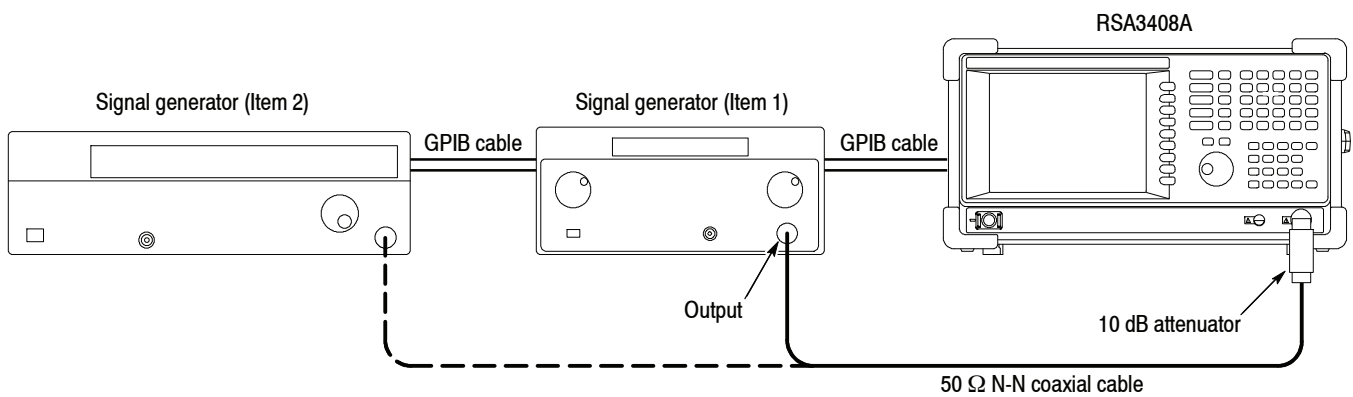 RSA3408A
Signal generator (Item 2)
Signal generator (Item 1)
GPIB cable
GPIB cable
Output
10 dB attenuator
50 Ω N-N coaxial cable